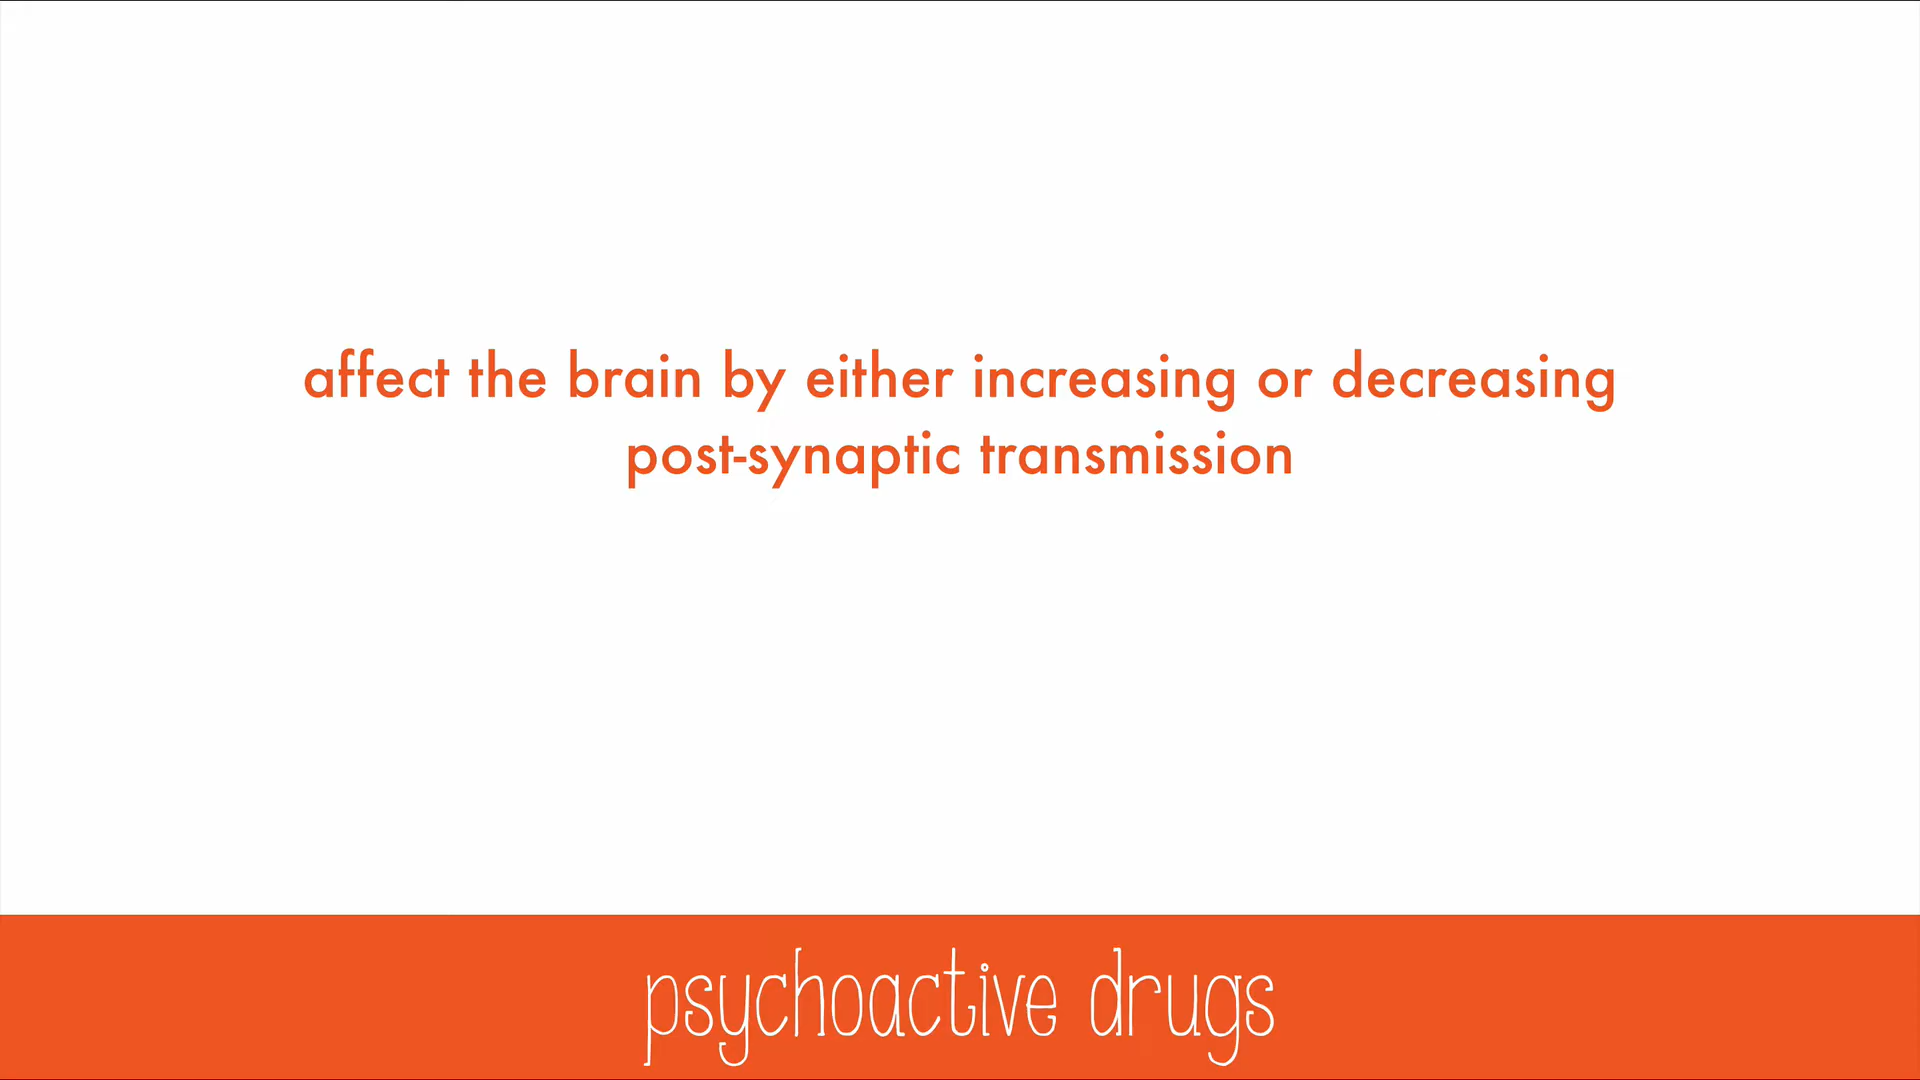 affect the brain by either increasing or decreasing
post-synaptic transmission
psychoactive drugs